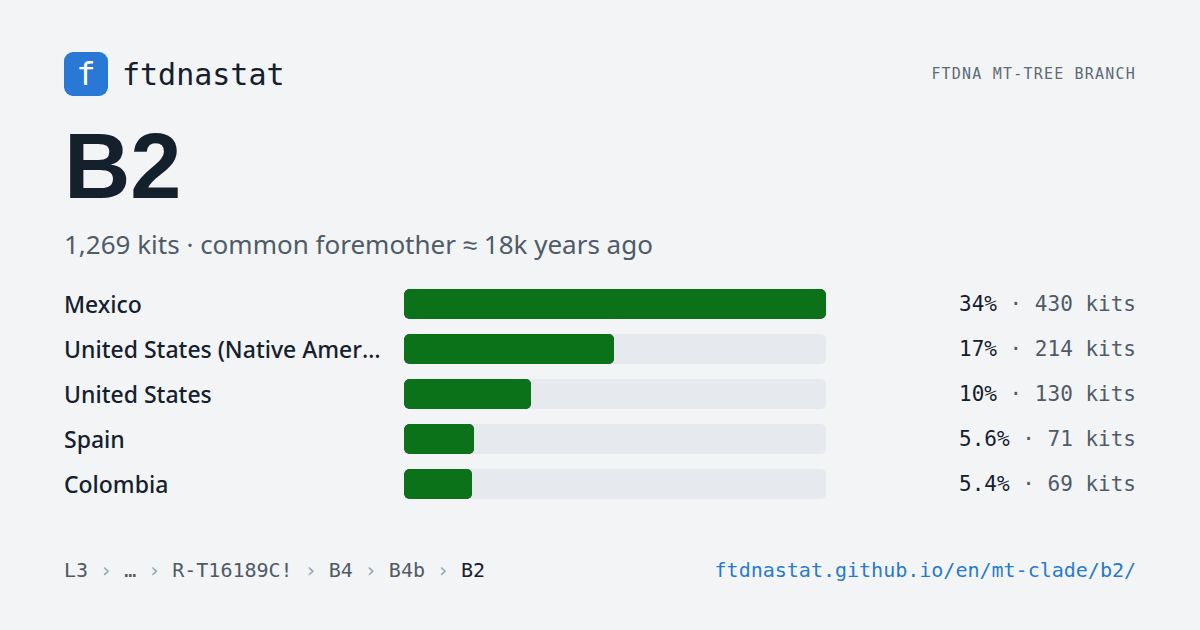 f ftdnastat
FTDNA MT-TREE BRANCH
B2
1,269 kits · common foremother ≈ 18k years ago
Mexico 34% · 430 kits
United States (Native Amer... 17% · 214 kits
United States 10% · 130 kits
Spain 5.6% · 71 kits
Colombia 5.4% · 69 kits
L3 › … › R-T16189C! › B4 › B4b › B2
ftdnastat.github.io/en/mt-clade/b2/